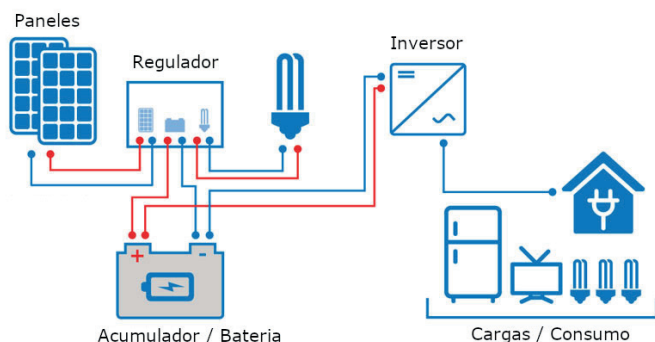 Paneles
Regulador
Inversor
+
-
Acumulador / Bateria
Cargas / Consumo